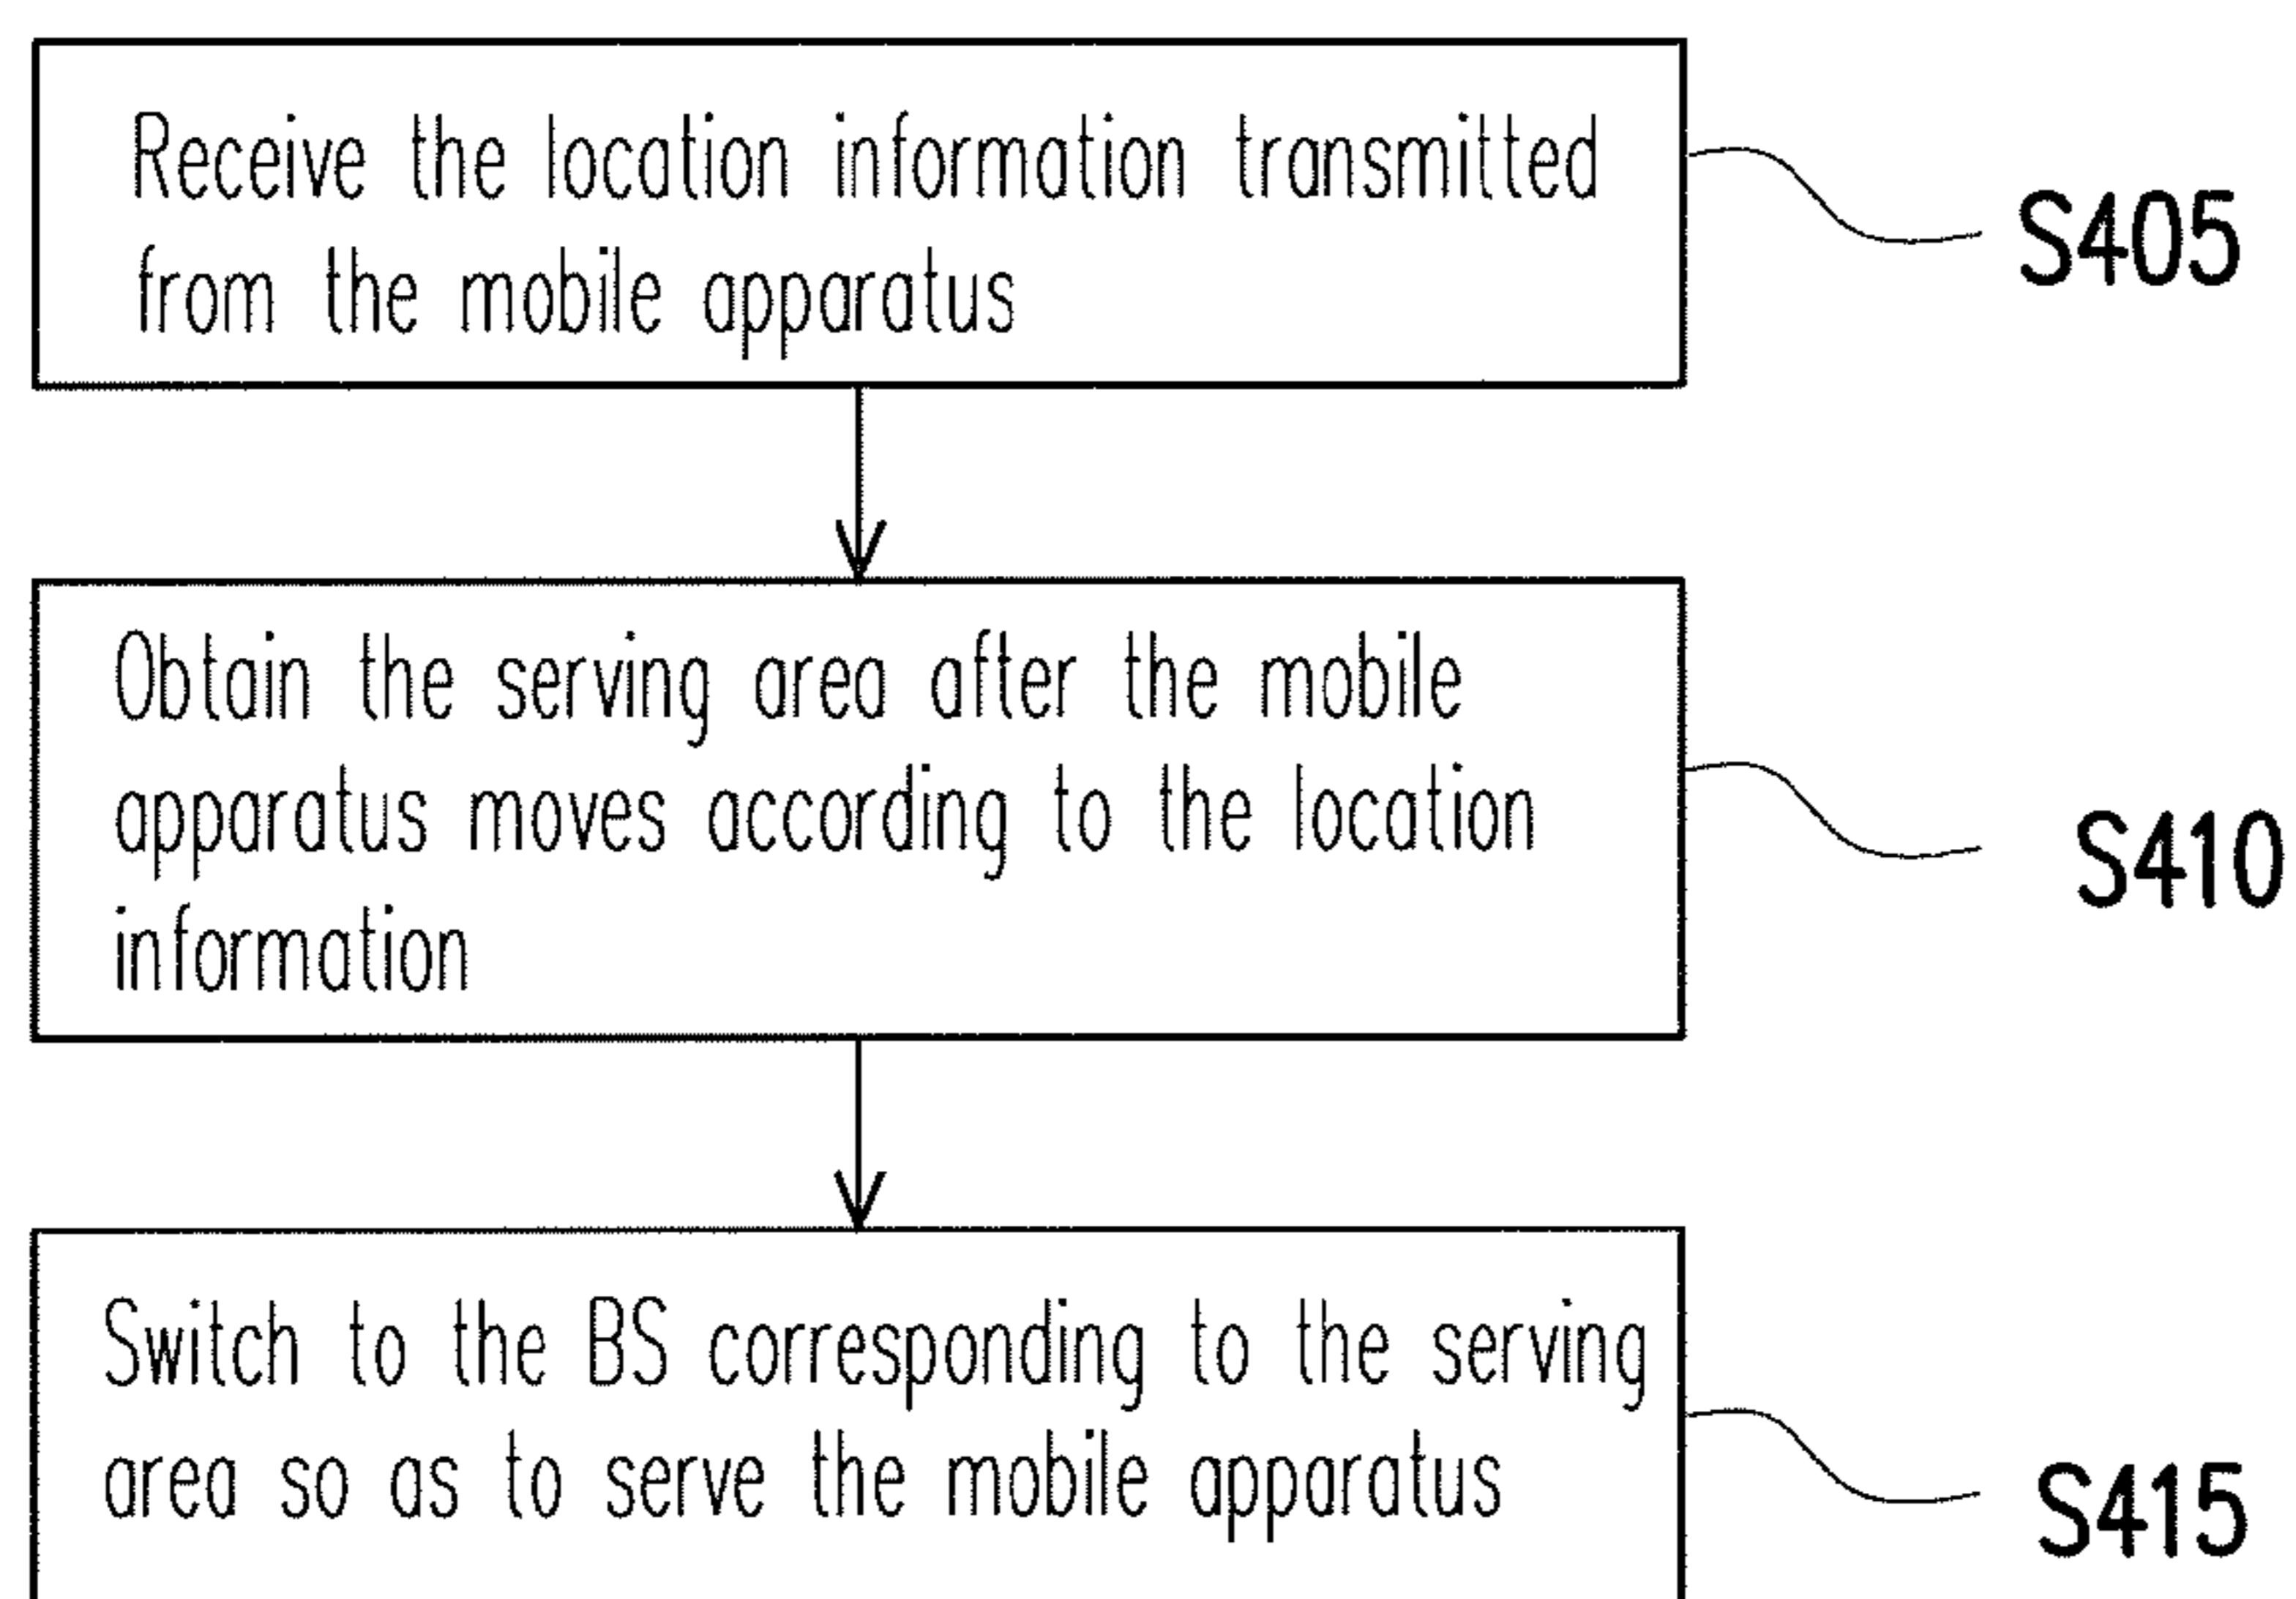 Receive the location information transmitted
from the mobile apparatus
S405
Obtain the serving area after the mobile
apparatus moves according to the location
information
S410
Switch to the BS corresponding to the serving
area so as to serve the mobile apparatus
S415